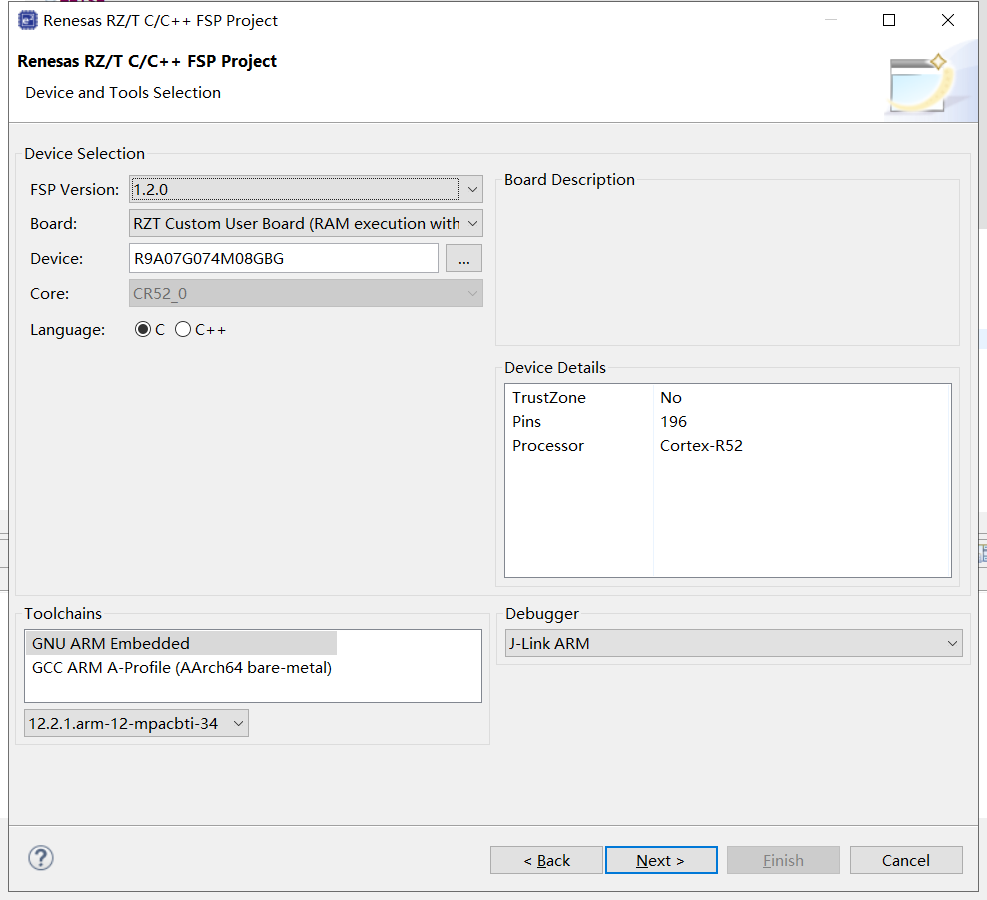 Renesas RZ/T C/C++ FSP Project
Renesas RZ/T C/C++ FSP Project
Device and Tools Selection
Device Selection
FSP Version: 1.2.0
Board: RZT Custom User Board (RAM execution with
Device: R9A07G074M08GBG ...
Core: CR52_0
Language: C C++
Board Description
Device Details
TrustZone No
Pins 196
Processor Cortex-R52
Toolchains
GNU ARM Embedded
GCC ARM A-Profile (AArch64 bare-metal)
12.2.1.arm-12-mpacbti-34
Debugger
J-Link ARM
?
< Back Next > Finish Cancel